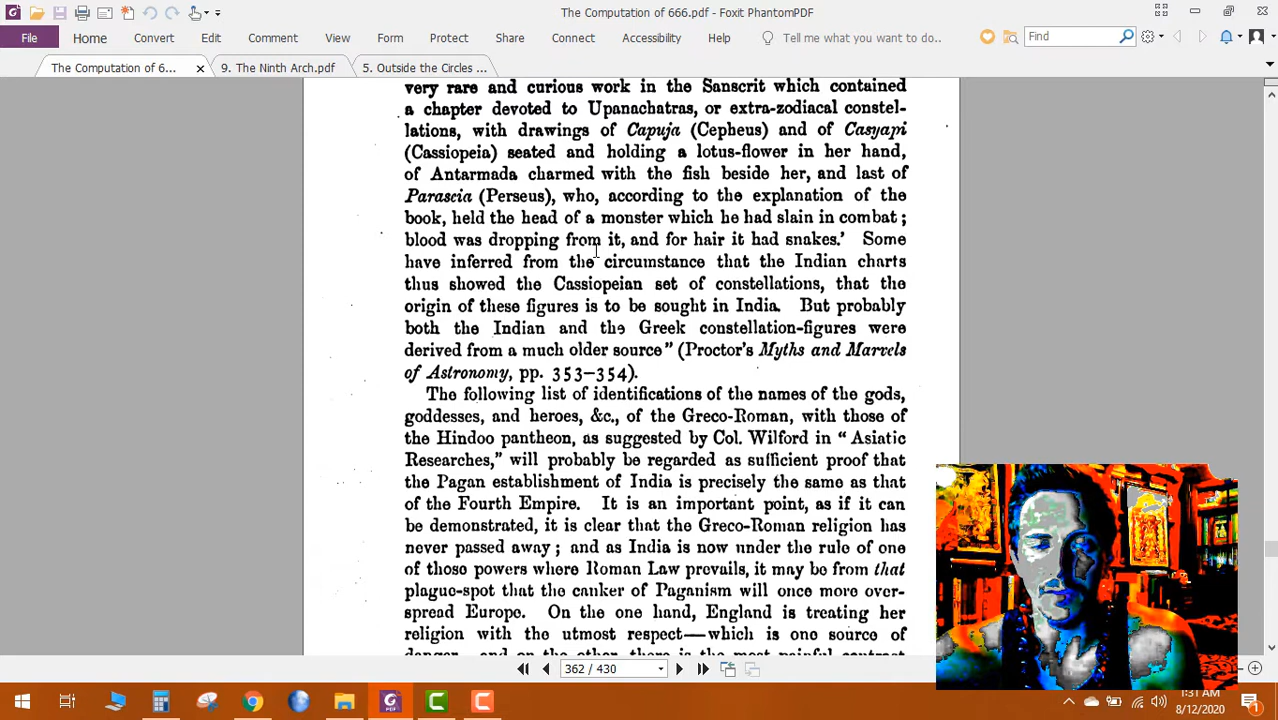 The Computation of 666.pdf - Foxit PhantomPDF
File Home Convert Edit Comment View Form Protect Share Connect Accessibility Help Tell me what you want to do.. Find
The Computation of 6... 9. The Ninth Arch.pdf 5. Outside the Circles ...
very rare and curious work in the Sanscrit which contained
a chapter devoted to Upanachatras, or extra-zodiacal constel-
lations, with drawings of Capuja (Cepheus) and of Casyapi
(Cassiopeia) seated and holding a lotus-flower in her hand,
of Antarmada charmed with the fish beside her, and last of
Parascia (Perseus), who, according to the explanation of the
book, held the head of a monster which he had slain in combat ;
blood was dropping from it, and for hair it had snakes.' Some
have inferred from the circumstance that the Indian charts
thus showed the Cassiopeian set of constellations, that the
origin of these figures is to be sought in India. But probably
both the Indian and the Greek constellation-figures were
derived from a much older source" (Proctor's Myths and Marvels
of Astronomy, pp. 353–354).
The following list of identifications of the names of the gods,
goddesses, and heroes, &c., of the Greco-Roman, with those of
the Hindoo pantheon, as suggested by Col. Wilford in "Asiatic
Researches," will probably be regarded as sufficient proof that
the Pagan establishment of India is precisely the same as that
of the Fourth Empire. It is an important point, as if it can
be demonstrated, it is clear that the Greco-Roman religion has
never passed away ; and as India is now under the rule of one
of those powers where Roman Law prevails, it may be from that
plague-spot that the canker of Paganism will once more over-
spread Europe. On the one hand, England is treating her
religion with the utmost respect—which is one source of
danger, and on the other, there is the most painful contrast
362 / 430
1:31 AM
8/12/2020